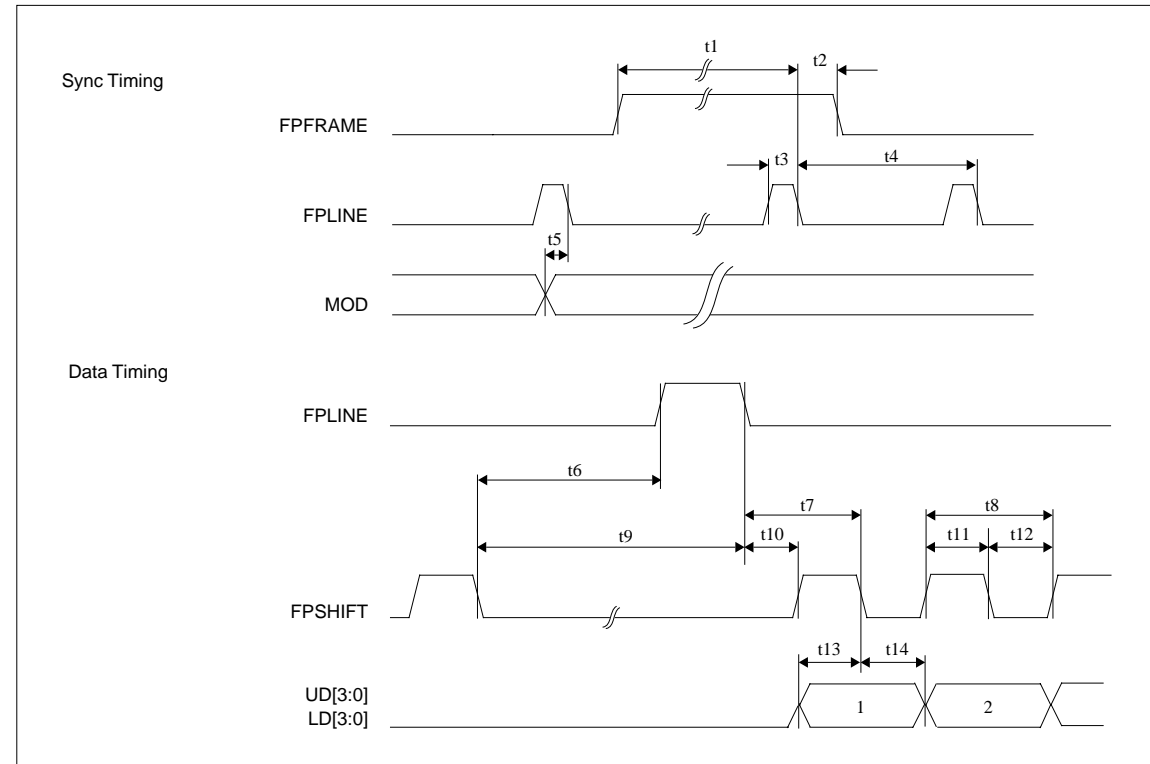 t1
t2
Sync Timing
FPFRAME
t3
t4
FPLINE
t5
MOD
Data Timing
FPLINE
t6
t7
t8
t9
t10
t11
t12
FPSHIFT
t13
t14
UD[3:0]
LD[3:0]
1
2